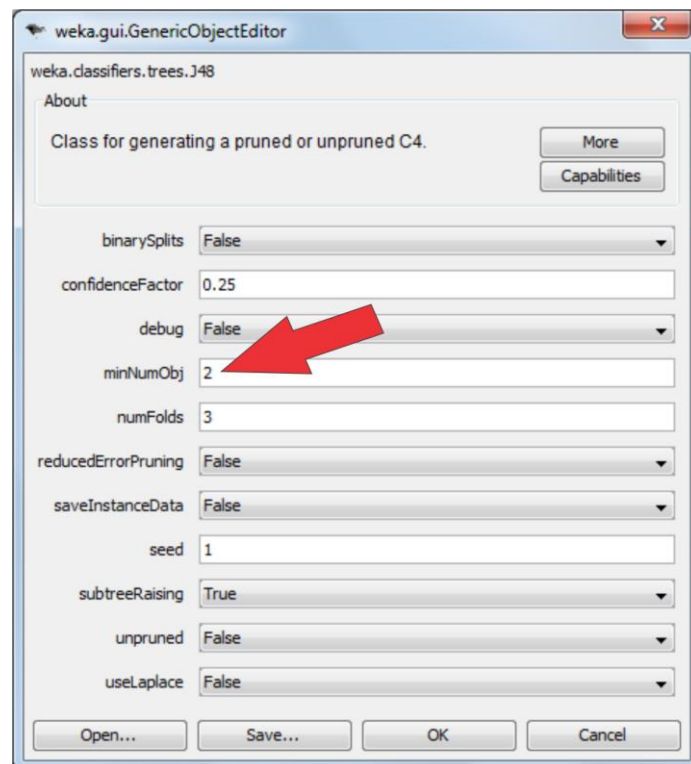 weka.gui.GenericObjectEditor
weka.classifiers.trees.J48
About
Class for generating a pruned or unpruned C4.
More
Capabilities
binarySplits False
confidenceFactor 0.25
debug False
minNumObj 2
numFolds 3
reducedErrorPruning False
saveInstanceData False
seed 1
subtreeRaising True
unpruned False
useLaplace False
Open... Save... OK Cancel